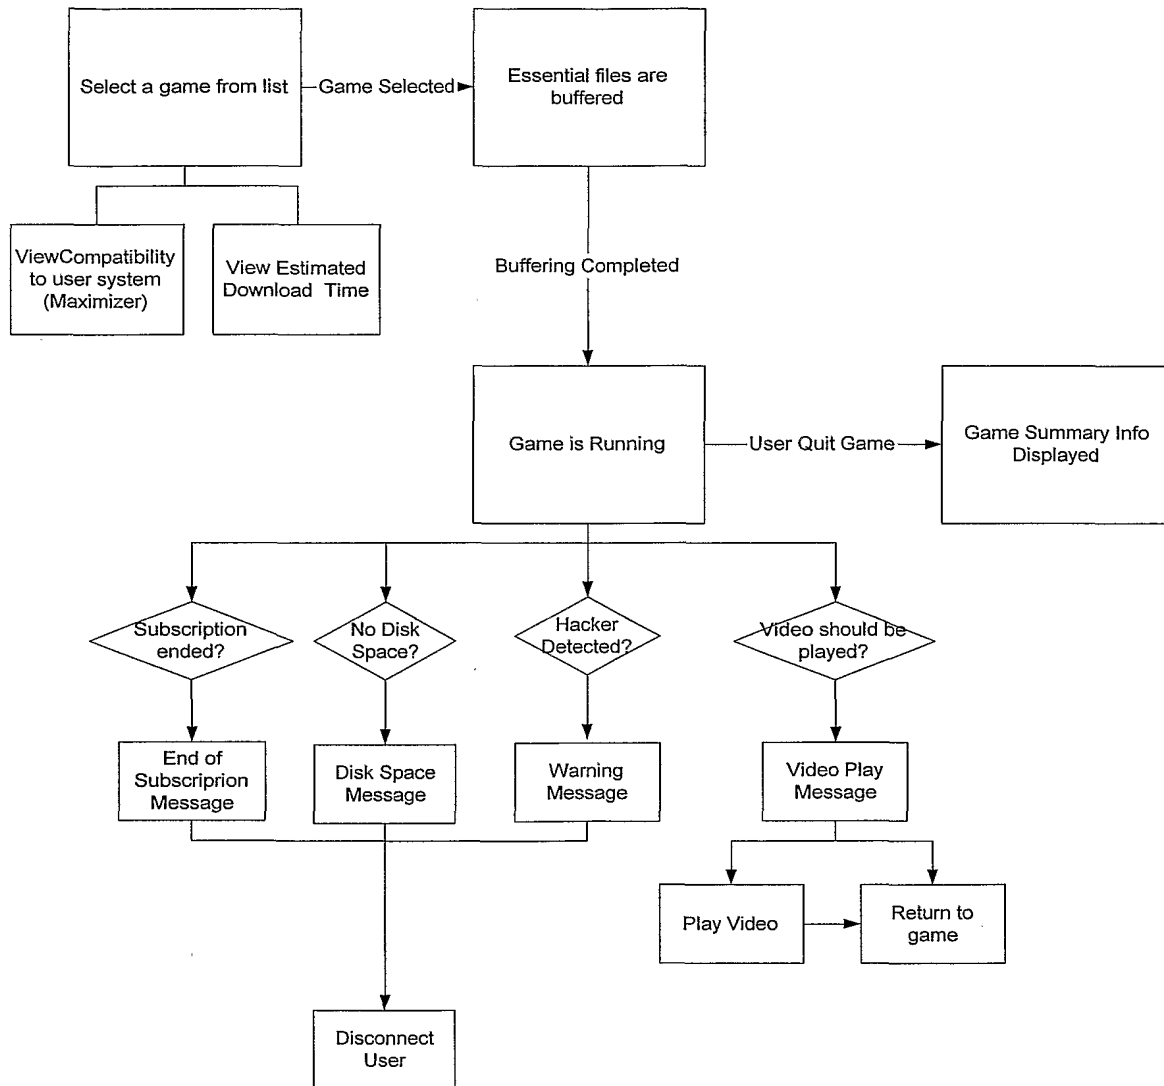 Select a game from list
Game Selected
Essential files are
buffered
ViewCompatibility
to user system
(Maximizer)
View Estimated
Download Time
Buffering Completed
Game is Running
User Quit Game
Game Summary Info
Displayed
Subscription
ended?
No Disk
Space?
Hacker
Detected?
Video should be
played?
End of
Subscriprion
Message
Disk Space
Message
Warning
Message
Video Play
Message
Play Video
Return to
game
Disconnect
User